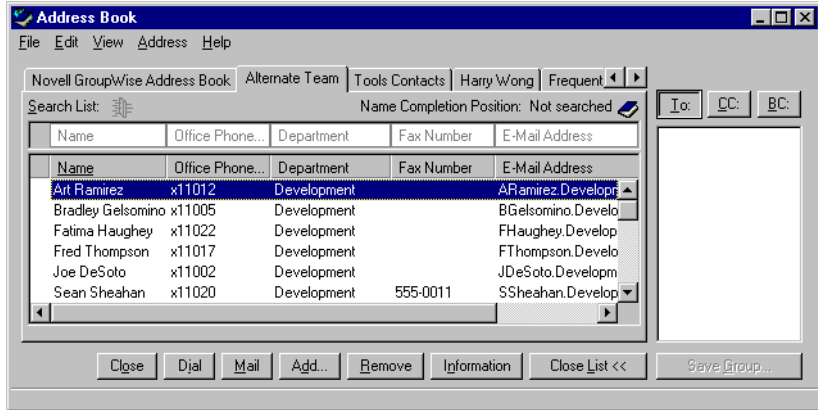 Address Book
File Edit View Address Help
Novell GroupWise Address Book Alternate Team Tools Contacts Harry Wong Frequent
Search List: Name Completion Position: Not searched To: CC: BC:
Name Office Phone... Department Fax Number E-Mail Address
Name Office Phone... Department Fax Number E-Mail Address
Art Ramirez x11012 Development ARamirez.Developr
Bradley Gelsomino x11005 Development BGelsomino.Develo
Fatima Haughey x11022 Development FHaughey.Develop
Fred Thompson x11017 Development FThompson.Develo
Joe DeSoto x11002 Development JDeSoto.Developm
Sean Sheahan x11020 Development 555-0011 SSheahan.Develop
Close Dial Mail Add... Remove Information Close List << Save Group...